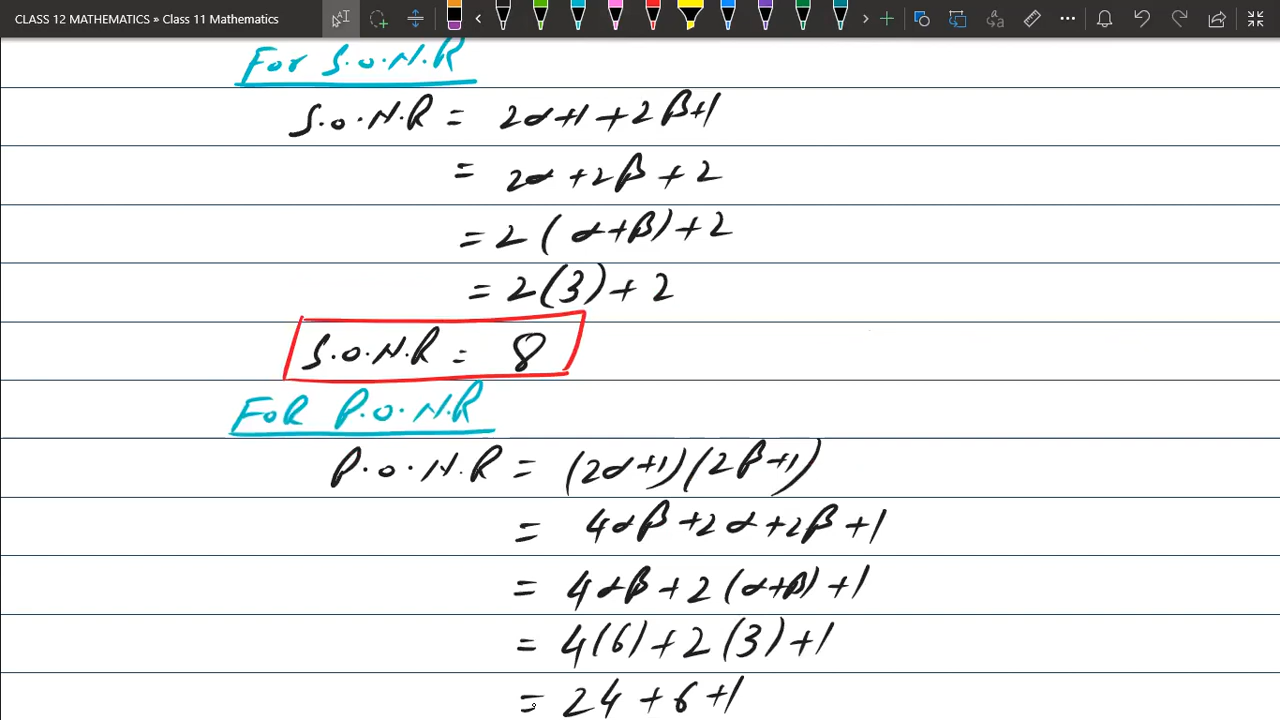 CLASS 12 MATHEMATICS » Class 11 Mathematics
For S.O.N.R
S.O.N.R = 2α+1+2β+1
= 2α+2β+2
= 2(α+β)+2
= 2(3)+2
S.O.N.R = 8
FOR P.O.N.R
P.O.N.R = (2α+1)(2β+1)
= 4αβ+2α+2β+1
= 4αβ+2(α+β)+1
= 4(6)+2(3)+1
= 24+6+1